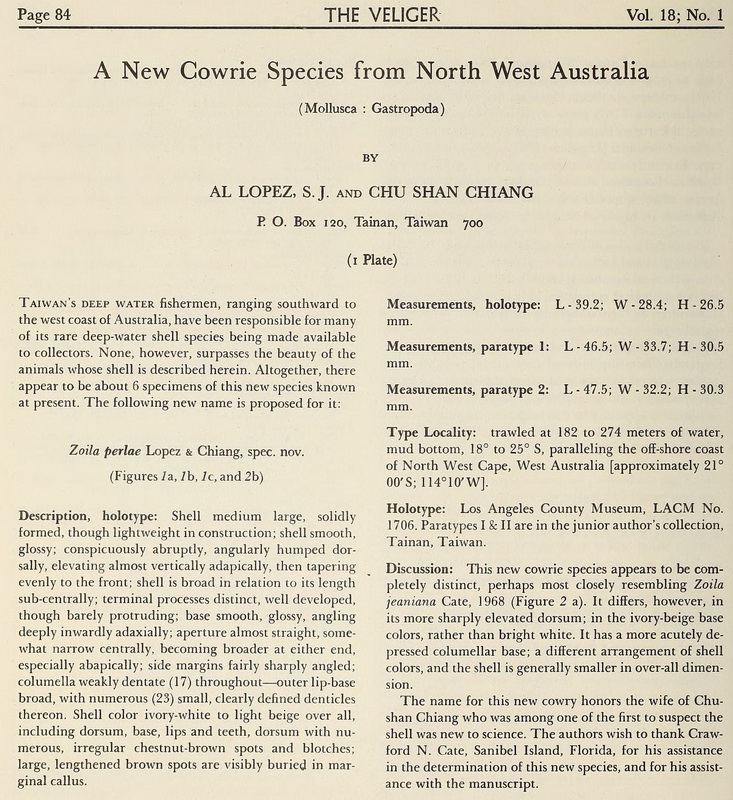 Page 84
THE VELIGER
Vol. 18; No. 1
A New Cowrie Species from North West Australia
(Mollusca : Gastropoda)
BY
AL LOPEZ, S. J. AND CHU SHAN CHIANG
P. O. Box 120, Tainan, Taiwan 700
(1 Plate)
TAIWAN'S DEEP WATER fishermen, ranging southward to
the west coast of Australia, have been responsible for many
of its rare deep-water shell species being made available
to collectors. None, however, surpasses the beauty of the
animals whose shell is described herein. Altogether, there
appear to be about 6 specimens of this new species known
at present. The following new name is proposed for it:
Zoila perlae Lopez & Chiang, spec. nov.
(Figures 1a, 1b, 1c, and 2b)
Description, holotype: Shell medium large, solidly
formed, though lightweight in construction; shell smooth,
glossy; conspicuously abruptly, angularly humped dor-
sally, elevating almost vertically adapically, then tapering
evenly to the front; shell is broad in relation to its length
sub-centrally; terminal processes distinct, well developed,
though barely protruding; base smooth, glossy, angling
deeply inwardly adaxially; aperture almost straight, some-
what narrow centrally, becoming broader at either end,
especially abapically; side margins fairly sharply angled;
columella weakly dentate (17) throughout—outer lip-base
broad, with numerous (23) small, clearly defined denticles
thereon. Shell color ivory-white to light beige over all,
including dorsum, base, lips and teeth, dorsum with nu-
merous, irregular chestnut-brown spots and blotches;
large, lengthened brown spots are visibly buried in mar-
ginal callus.
Measurements, holotype: L - 39.2; W - 28.4; H - 26.5
mm.
Measurements, paratype 1: L - 46.5; W - 33.7; H - 30.5
mm.
Measurements, paratype 2: L - 47.5; W - 32.2; H - 30.3
mm.
Type Locality: trawled at 182 to 274 meters of water,
mud bottom, 18° to 25° S, paralleling the off-shore coast
of North West Cape, West Australia [approximately 21°
00′S; 114°10′W].
Holotype: Los Angeles County Museum, LACM No.
1706. Paratypes I & II are in the junior author's collection,
Tainan, Taiwan.
Discussion: This new cowrie species appears to be com-
pletely distinct, perhaps most closely resembling Zoila
jeaniana Cate, 1968 (Figure 2 a). It differs, however, in
its more sharply elevated dorsum; in the ivory-beige base
colors, rather than bright white. It has a more acutely de-
pressed columellar base; a different arrangement of shell
colors, and the shell is generally smaller in over-all dimen-
sion.
The name for this new cowry honors the wife of Chu-
shan Chiang who was among one of the first to suspect the
shell was new to science. The authors wish to thank Craw-
ford N. Cate, Sanibel Island, Florida, for his assistance
in the determination of this new species, and for his assist-
ance with the manuscript.